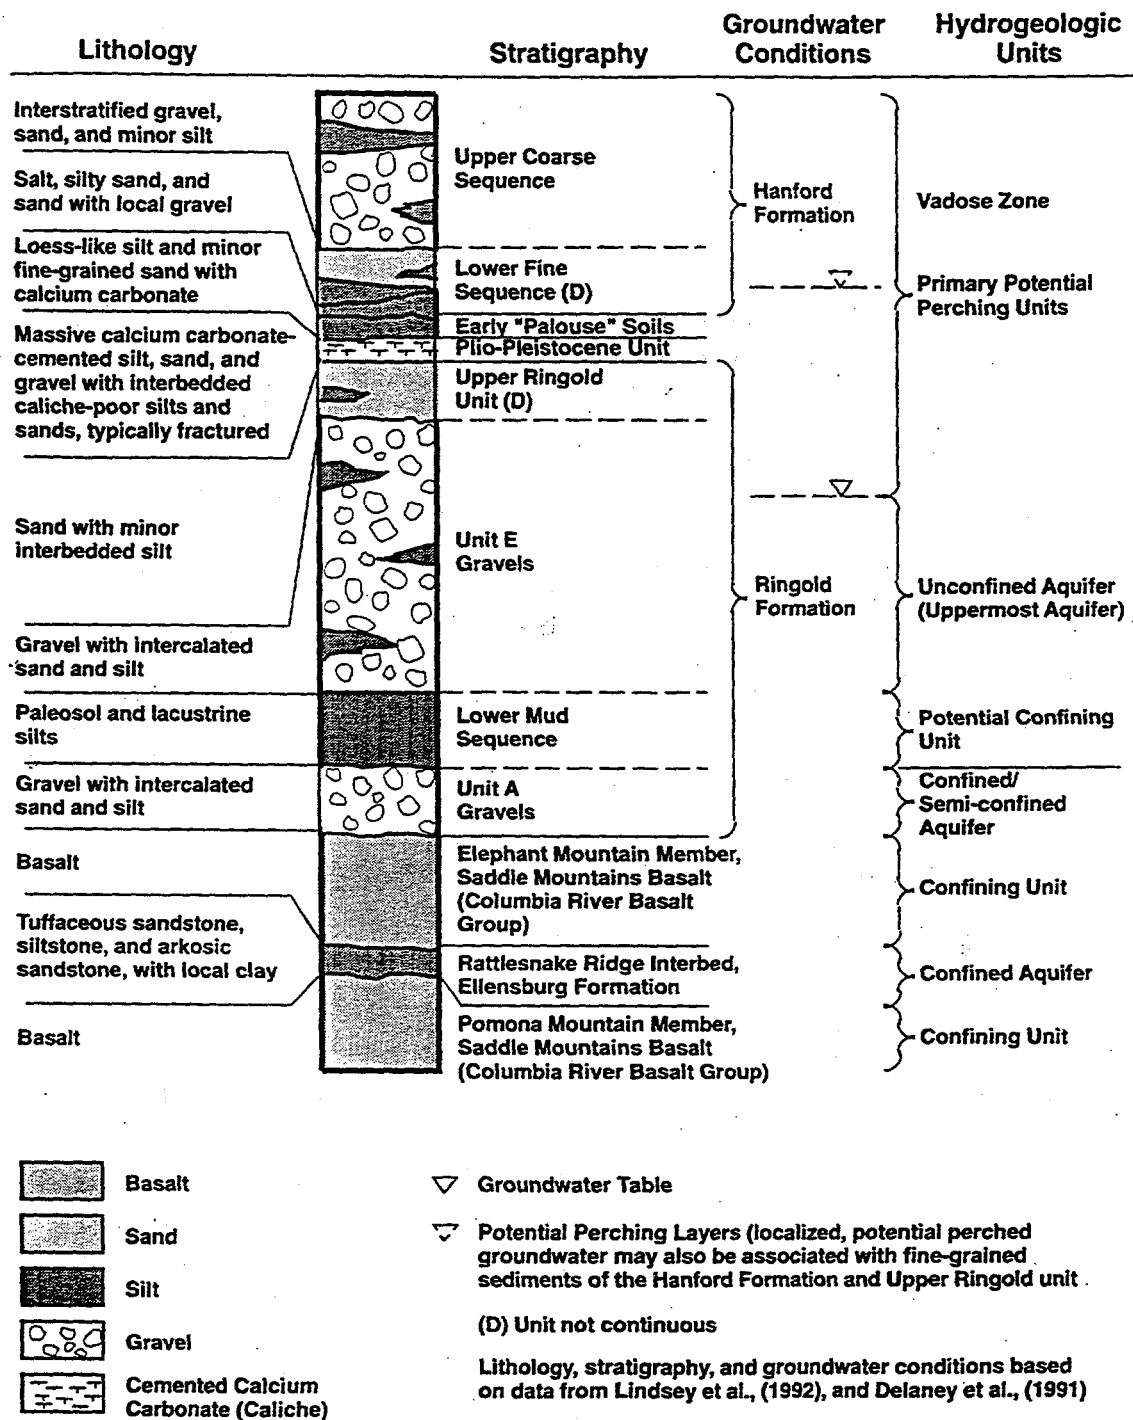 Lithology
Stratigraphy
Groundwater
Conditions
Hydrogeologic
Units
Interstratified gravel,
sand, and minor silt
Salt, silty sand, and
sand with local gravel
Loess-like silt and minor
fine-grained sand with
calcium carbonate
Massive calcium carbonate-
cemented silt, sand, and
gravel with interbedded
caliche-poor silts and
sands, typically fractured
Sand with minor
interbedded silt
Gravel with intercalated
sand and silt
Paleosol and lacustrine
silts
Gravel with intercalated
sand and silt
Basalt
Tuffaceous sandstone,
siltstone, and arkosic
sandstone, with local clay
Basalt
Upper Coarse
Sequence
Lower Fine
Sequence (D)
Early "Palouse" Soils
Plio-Pleistocene Unit
Upper Ringold
Unit (D)
Unit E
Gravels
Lower Mud
Sequence
Unit A
Gravels
Elephant Mountain Member,
Saddle Mountains Basalt
(Columbia River Basalt
Group)
Rattlesnake Ridge Interbed,
Ellensburg Formation
Pomona Mountain Member,
Saddle Mountains Basalt
(Columbia River Basalt Group)
Hanford
Formation
Ringold
Formation
Vadose Zone
Primary Potential
Perching Units
Unconfined Aquifer
(Uppermost Aquifer)
Potential Confining
Unit
Confined/
Semi-confined
Aquifer
Confining Unit
Confined Aquifer
Confining Unit
Basalt
Sand
Silt
Gravel
Cemented Calcium
Carbonate (Caliche)
Groundwater Table
Potential Perching Layers (localized, potential perched
groundwater may also be associated with fine-grained
sediments of the Hanford Formation and Upper Ringold unit
(D) Unit not continuous
Lithology, stratigraphy, and groundwater conditions based
on data from Lindsey et al., (1992), and Delaney et al., (1991)